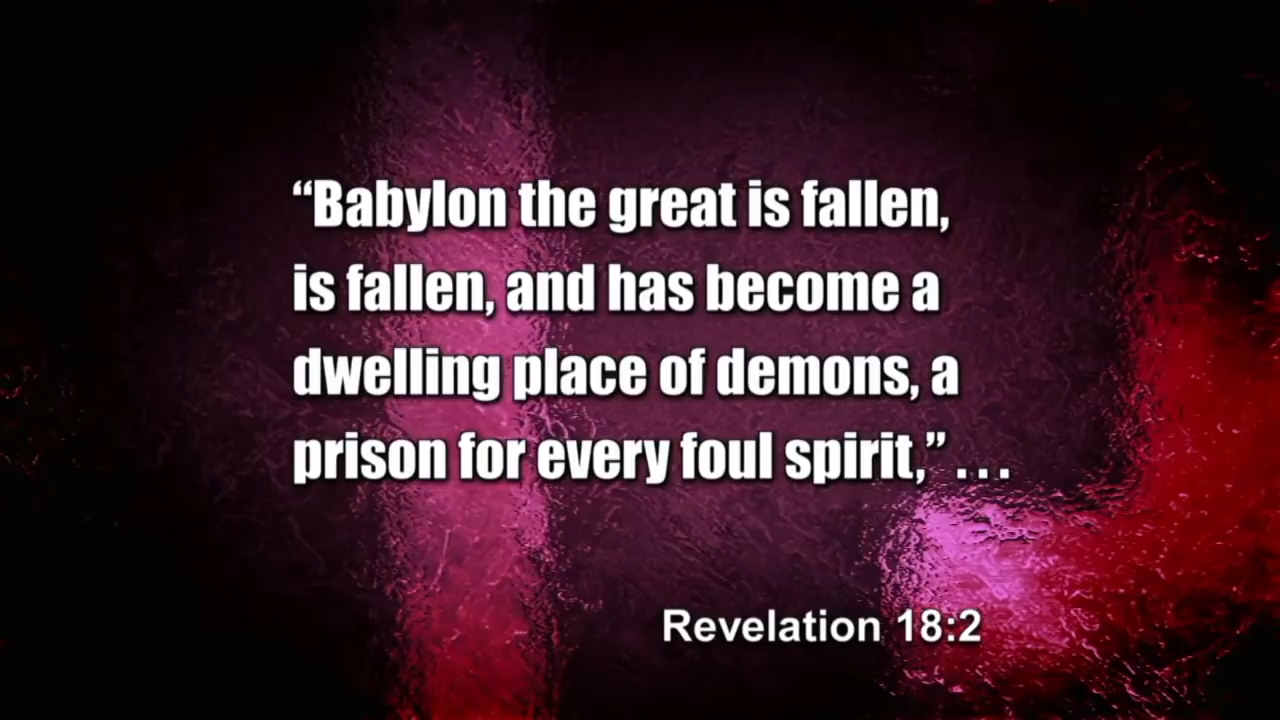 “Babylon the great is fallen,
is fallen, and has become a
dwelling place of demons, a
prison for every foul spirit,” . . .
Revelation 18:2